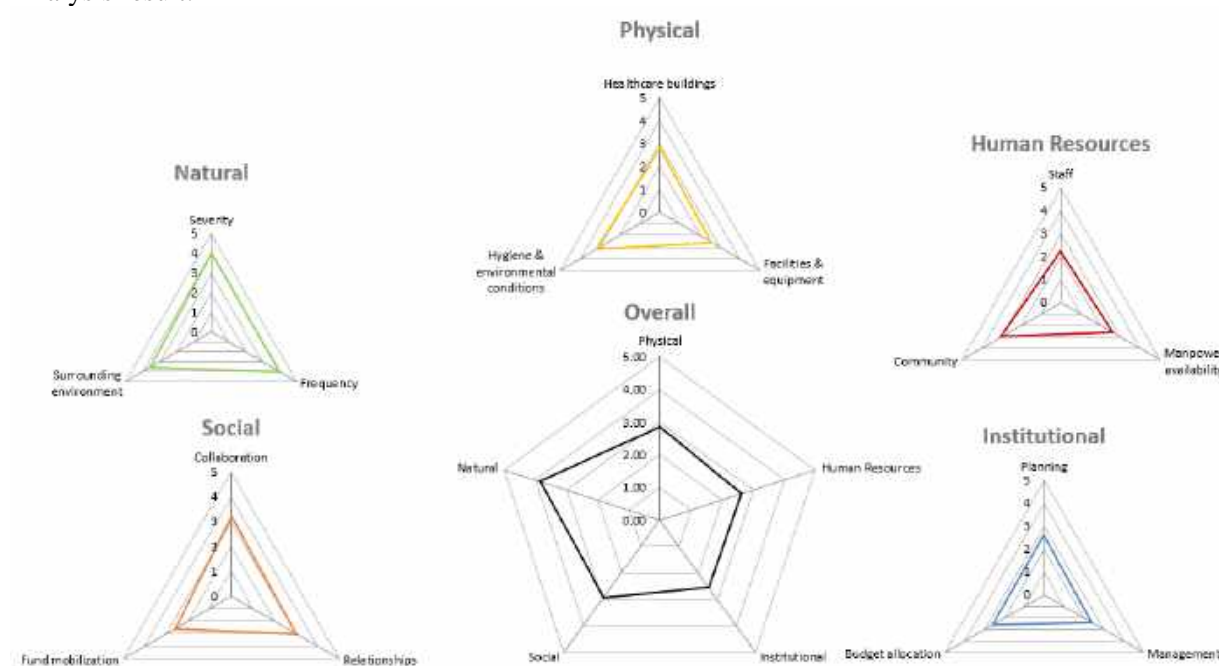 Physical
Healthcare buildings
5
4
3
2
1
0
Hygiene &
environmental
conditions
Facilities &
equipment
Human Resources
Staff
5
4
3
2
1
0
Community
Manpower
availability
Natural
Severity
5
4
3
2
1
0
Surrounding
environment
Frequency
Overall
Physical
5.00
4.00
3.00
2.00
1.00
0.00
Natural
Human Resources
Social
Institutional
Social
Collaboration
5
4
3
2
1
0
Fund mobilization
Relationships
Institutional
Planning
5
4
3
2
1
0
Budget allocation
Management